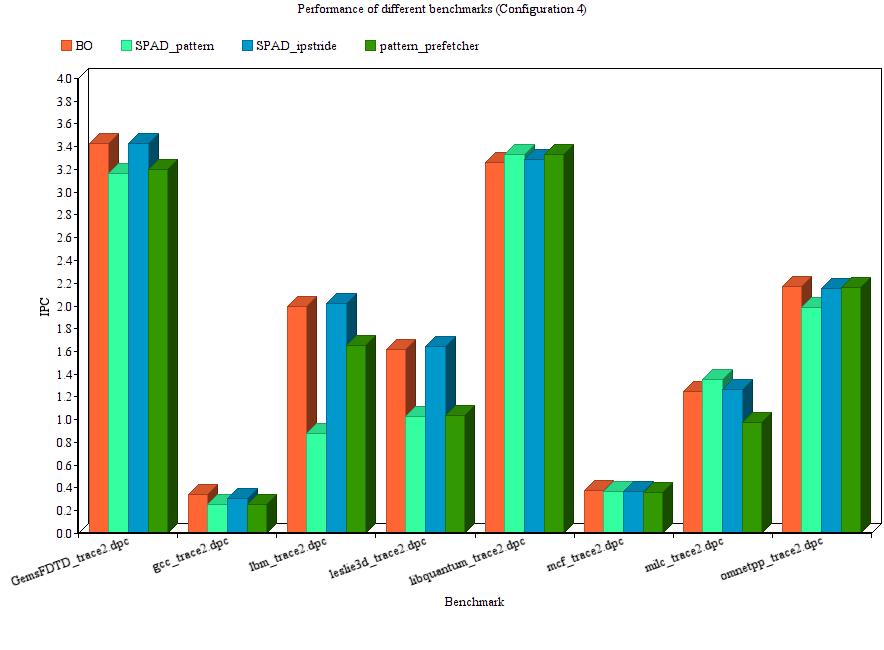 Performance of different benchmarks (Configuration 4)
BO SPAD_pattern SPAD_ipstride pattern_prefetcher
4.0
3.8
3.6
3.4
3.2
3.0
2.8
2.6
2.4
2.2
2.0
1.8
1.6
1.4
1.2
1.0
0.8
0.6
0.4
0.2
0.0
IPC
GemsFDTD_trace2.dpc
gcc_trace2.dpc
lbm_trace2.dpc
leslie3d_trace2.dpc
libquantum_trace2.dpc
mcf_trace2.dpc
milc_trace2.dpc
omnetpp_trace2.dpc
Benchmark